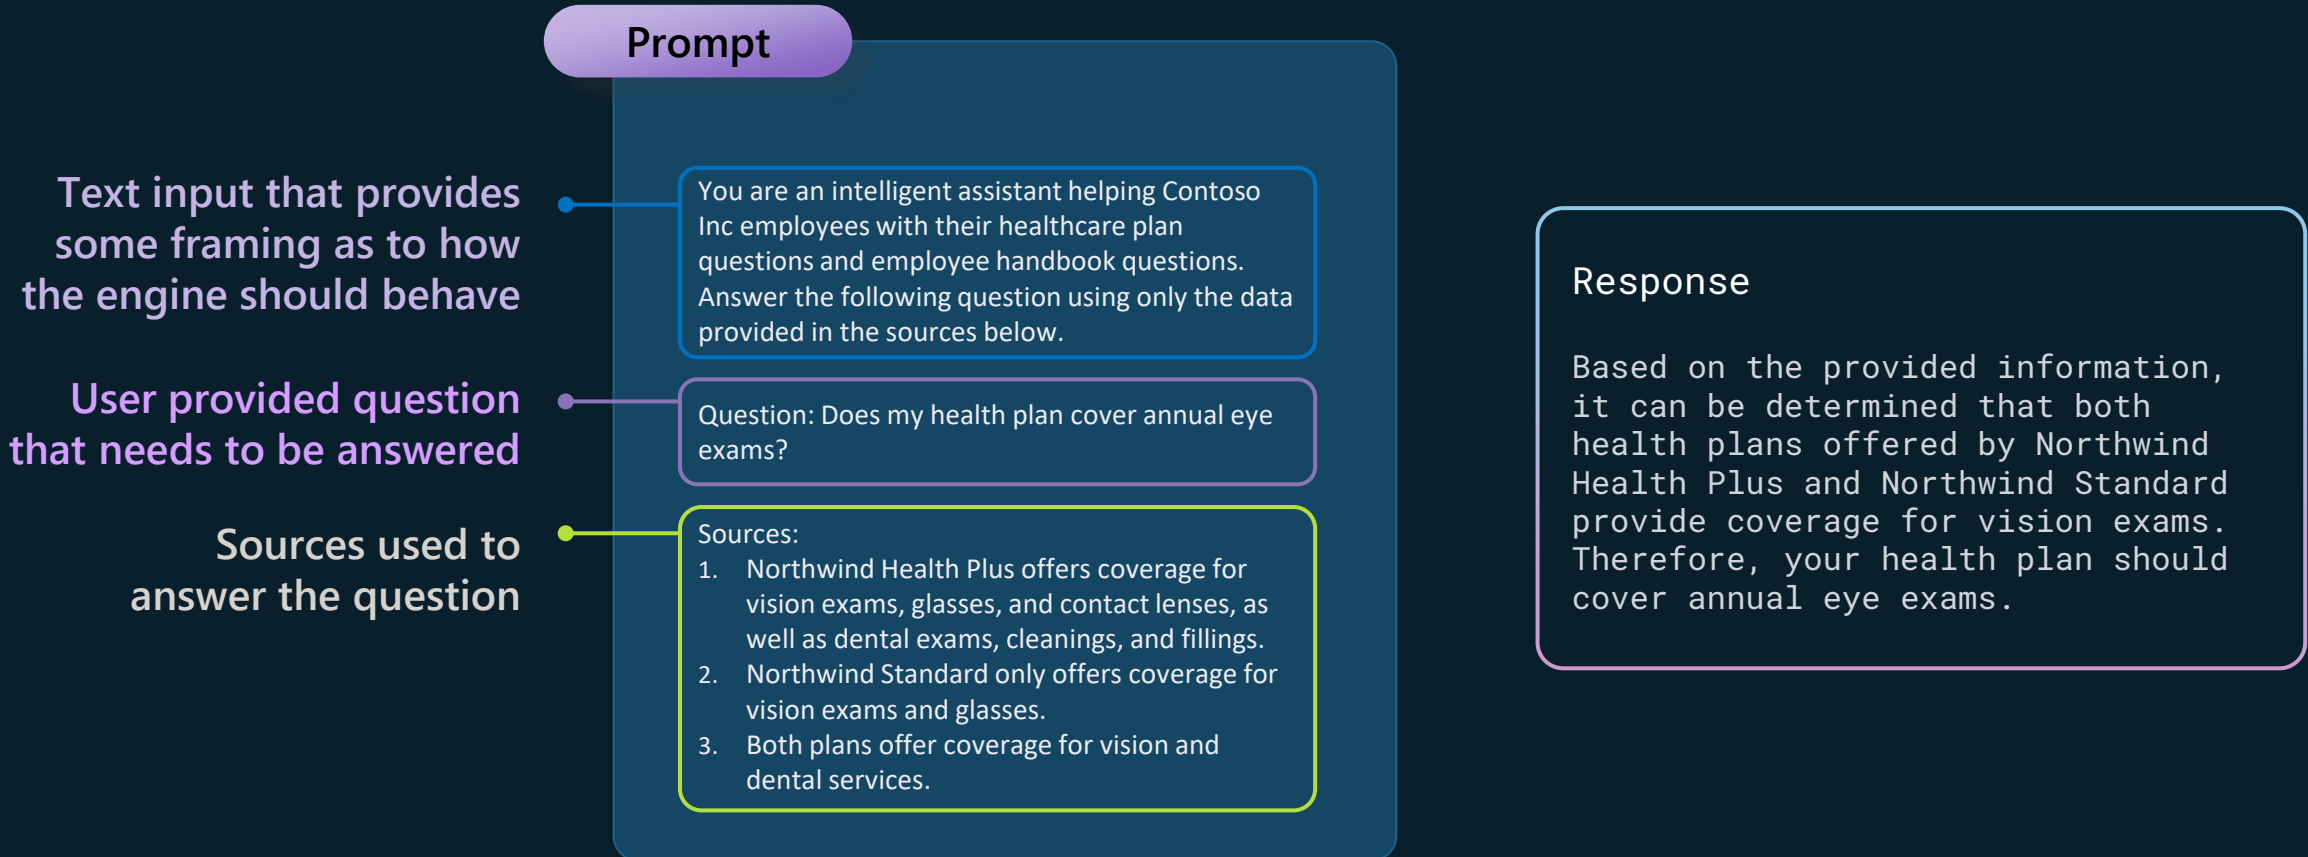 Prompt
Text input that provides
some framing as to how
the engine should behave
You are an intelligent assistant helping Contoso
Inc employees with their healthcare plan
questions and employee handbook questions.
Answer the following question using only the data
provided in the sources below.
User provided question
that needs to be answered
Question: Does my health plan cover annual eye
exams?
Sources used to
answer the question
Sources:
1. Northwind Health Plus offers coverage for
vision exams, glasses, and contact lenses, as
well as dental exams, cleanings, and fillings.
2. Northwind Standard only offers coverage for
vision exams and glasses.
3. Both plans offer coverage for vision and
dental services.
Response
Based on the provided information,
it can be determined that both
health plans offered by Northwind
Health Plus and Northwind Standard
provide coverage for vision exams.
Therefore, your health plan should
cover annual eye exams.